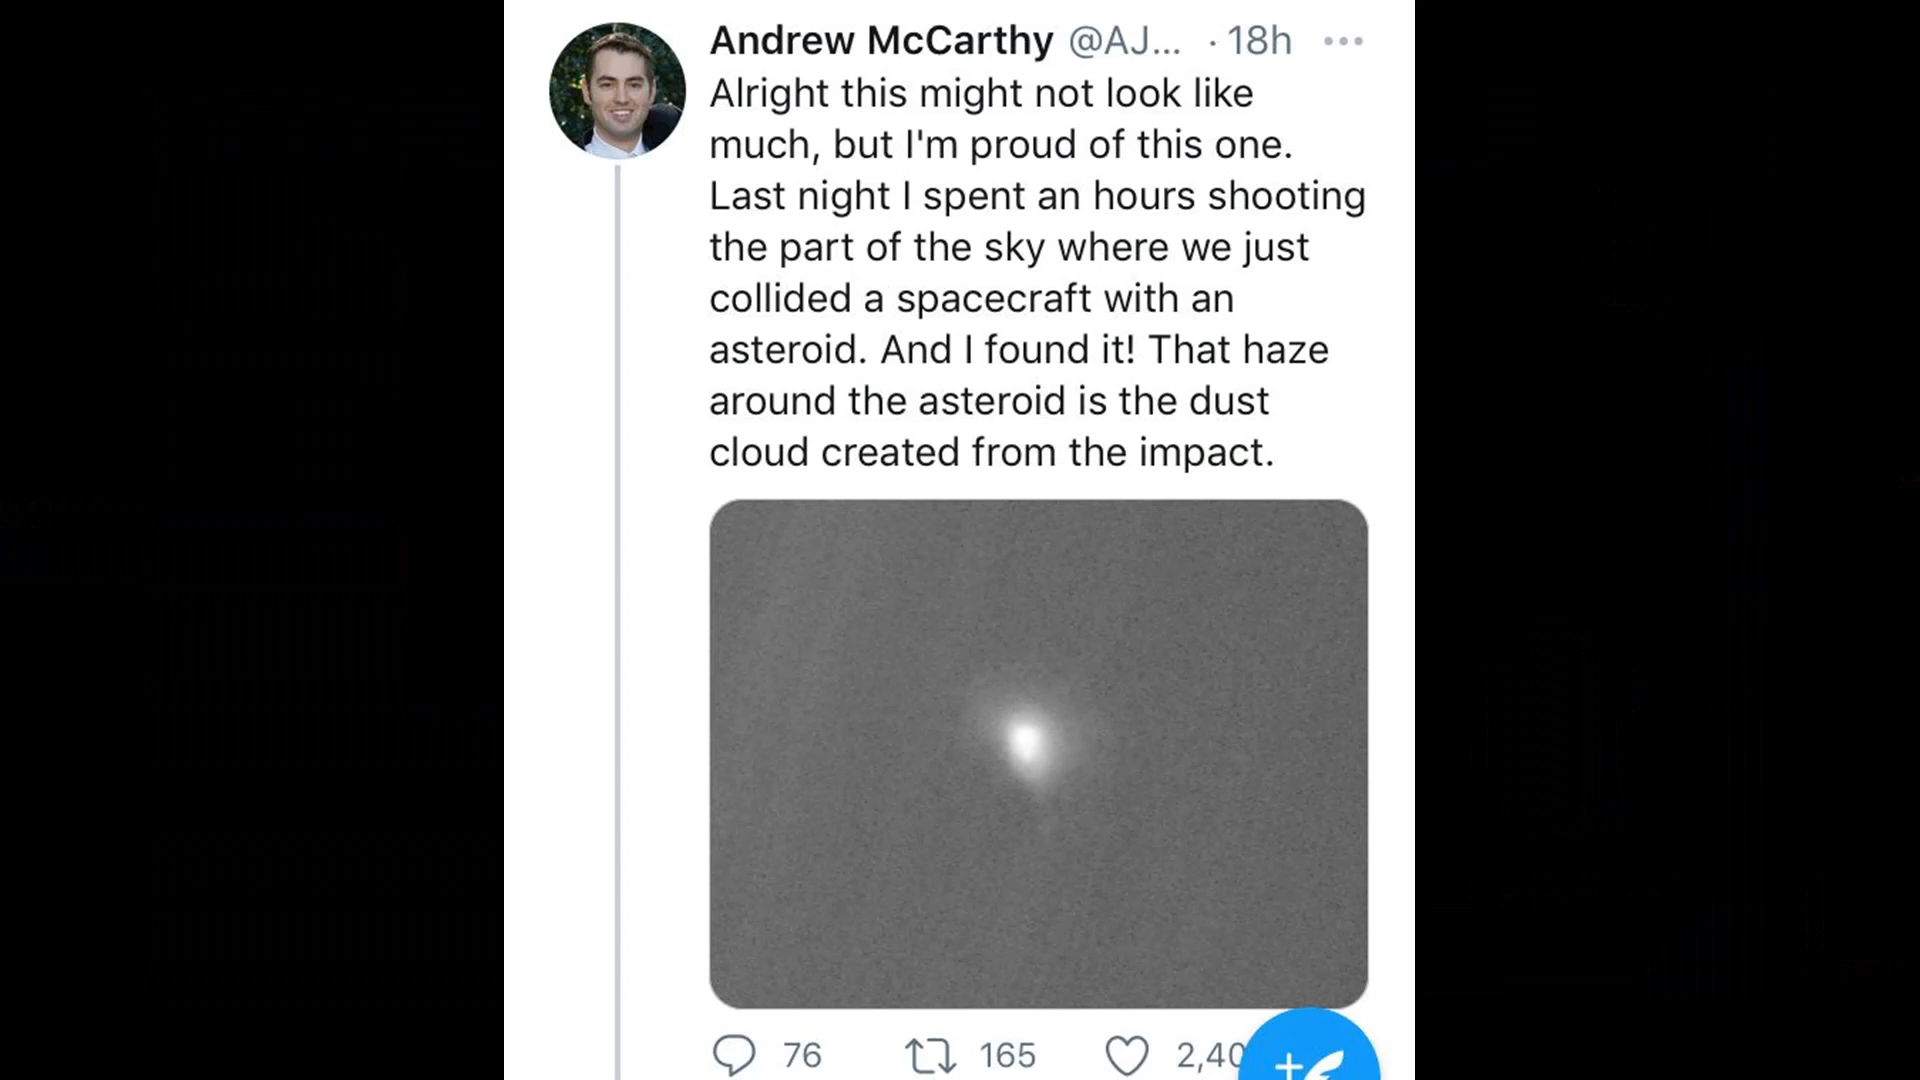 Andrew McCarthy @AJ... · 18h
Alright this might not look like
much, but I'm proud of this one.
Last night I spent an hours shooting
the part of the sky where we just
collided a spacecraft with an
asteroid. And I found it! That haze
around the asteroid is the dust
cloud created from the impact.
76 165 2,40